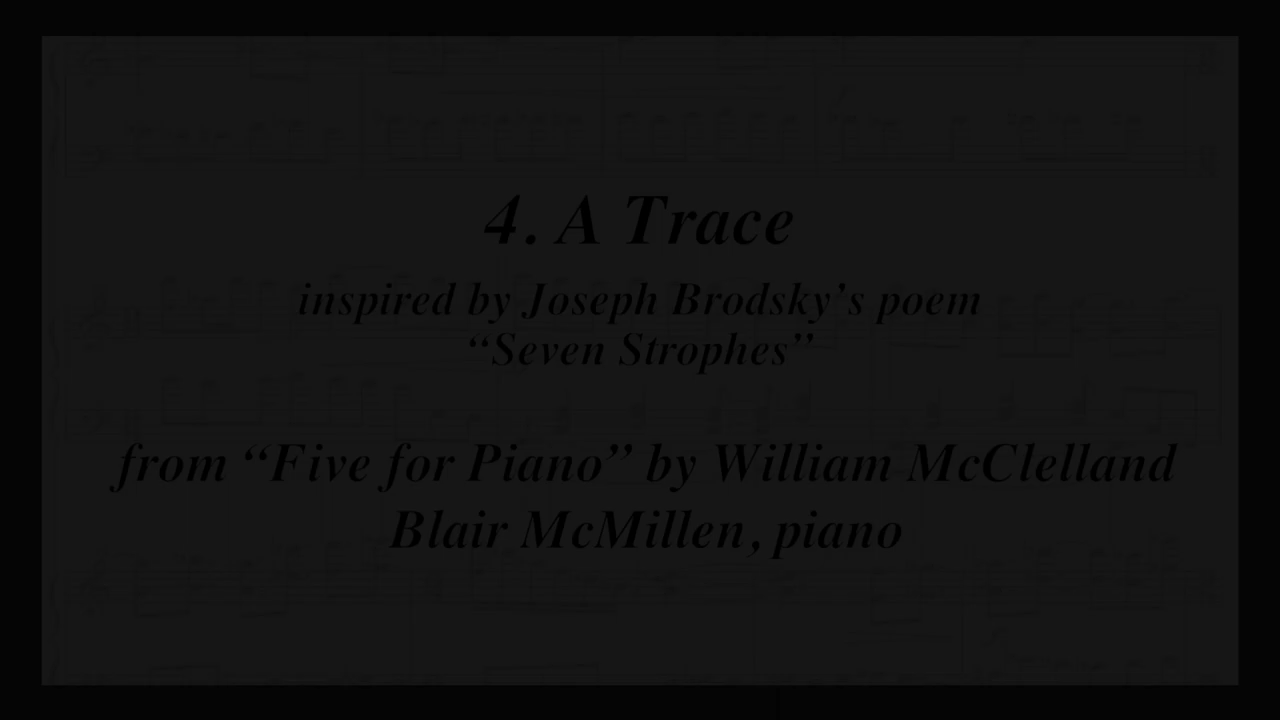 4. A Trace
inspired by Joseph Brodsky’s poem
“Seven Strophes”
from “Five for Piano” by William McClelland
Blair McMillen, piano